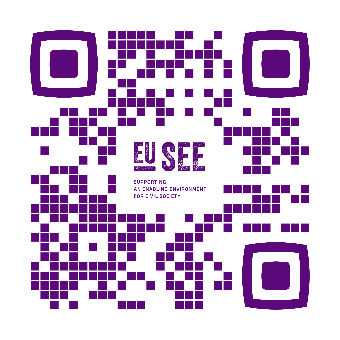 EU SEE
SUPPORTING
AN ENABLING ENVIRONMENT
FOR CIVIL SOCIETY